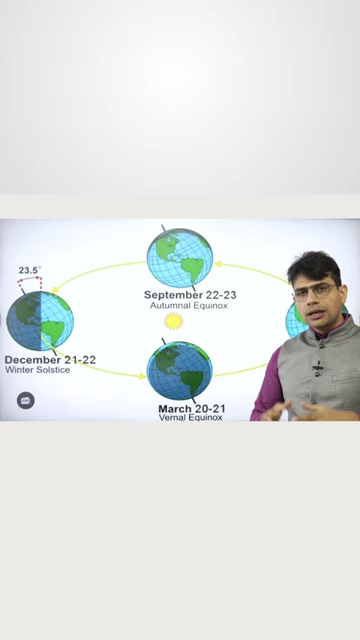 23.5°
September 22-23
Autumnal Equinox
December 21-22
Winter Solstice
March 20-21
Vernal Equinox